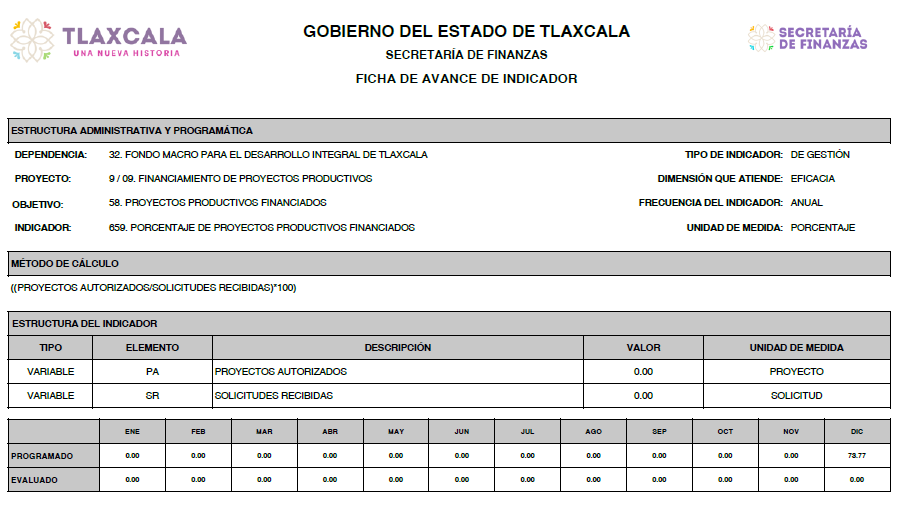 TLAXCALA
UNA NUEVA HISTORIA
GOBIERNO DEL ESTADO DE TLAXCALA
SECRETARÍA DE FINANZAS
FICHA DE AVANCE DE INDICADOR
SECRETARÍA
DE FINANZAS
ESTRUCTURA ADMINISTRATIVA Y PROGRAMÁTICA
DEPENDENCIA: 32. FONDO MACRO PARA EL DESARROLLO INTEGRAL DE TLAXCALA TIPO DE INDICADOR: DE GESTIÓN
PROYECTO: 9 / 09. FINANCIAMIENTO DE PROYECTOS PRODUCTIVOS DIMENSIÓN QUE ATIENDE: EFICACIA
OBJETIVO: 58. PROYECTOS PRODUCTIVOS FINANCIADOS FRECUENCIA DEL INDICADOR: ANUAL
INDICADOR: 659. PORCENTAJE DE PROYECTOS PRODUCTIVOS FINANCIADOS UNIDAD DE MEDIDA: PORCENTAJE
MÉTODO DE CÁLCULO
((PROYECTOS AUTORIZADOS/SOLICITUDES RECIBIDAS)*100)
ESTRUCTURA DEL INDICADOR
TIPO ELEMENTO DESCRIPCIÓN VALOR UNIDAD DE MEDIDA
VARIABLE PA PROYECTOS AUTORIZADOS 0.00 PROYECTO
VARIABLE SR SOLICITUDES RECIBIDAS 0.00 SOLICITUD
ENE FEB MAR ABR MAY JUN JUL AGO SEP OCT NOV DIC
PROGRAMADO 0.00 0.00 0.00 0.00 0.00 0.00 0.00 0.00 0.00 0.00 0.00 73.77
EVALUADO 0.00 0.00 0.00 0.00 0.00 0.00 0.00 0.00 0.00 0.00 0.00 0.00